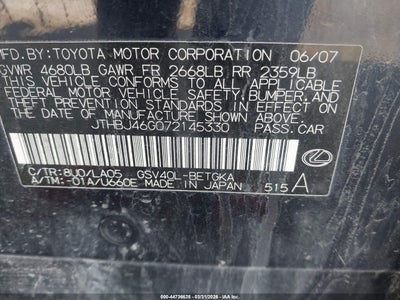 MFD.BY:TOYOTA MOTOR CORPORATION 06/07
GVWR 4680LB GAWR FR 2668LB RR 2359LB
THIS VEHICLE CONFORMS TO ALL APPLICABLE
FEDERAL MOTOR VEHICLE SAFETY, BUMPER, AND
THEFT PREVENTION STANDARDS IN EFFECT ON
THE DATE OF MANUFACTURE SHOWN ABOVE.
JTHBJ46G072145330 PASS.CAR
C/TR:8U0/LA05 GSV40L-BETGKA
A/TM:-01A/U660E MADE IN JAPAN 515 A
000-44736638 - 03/31/2026 - IAA Inc.